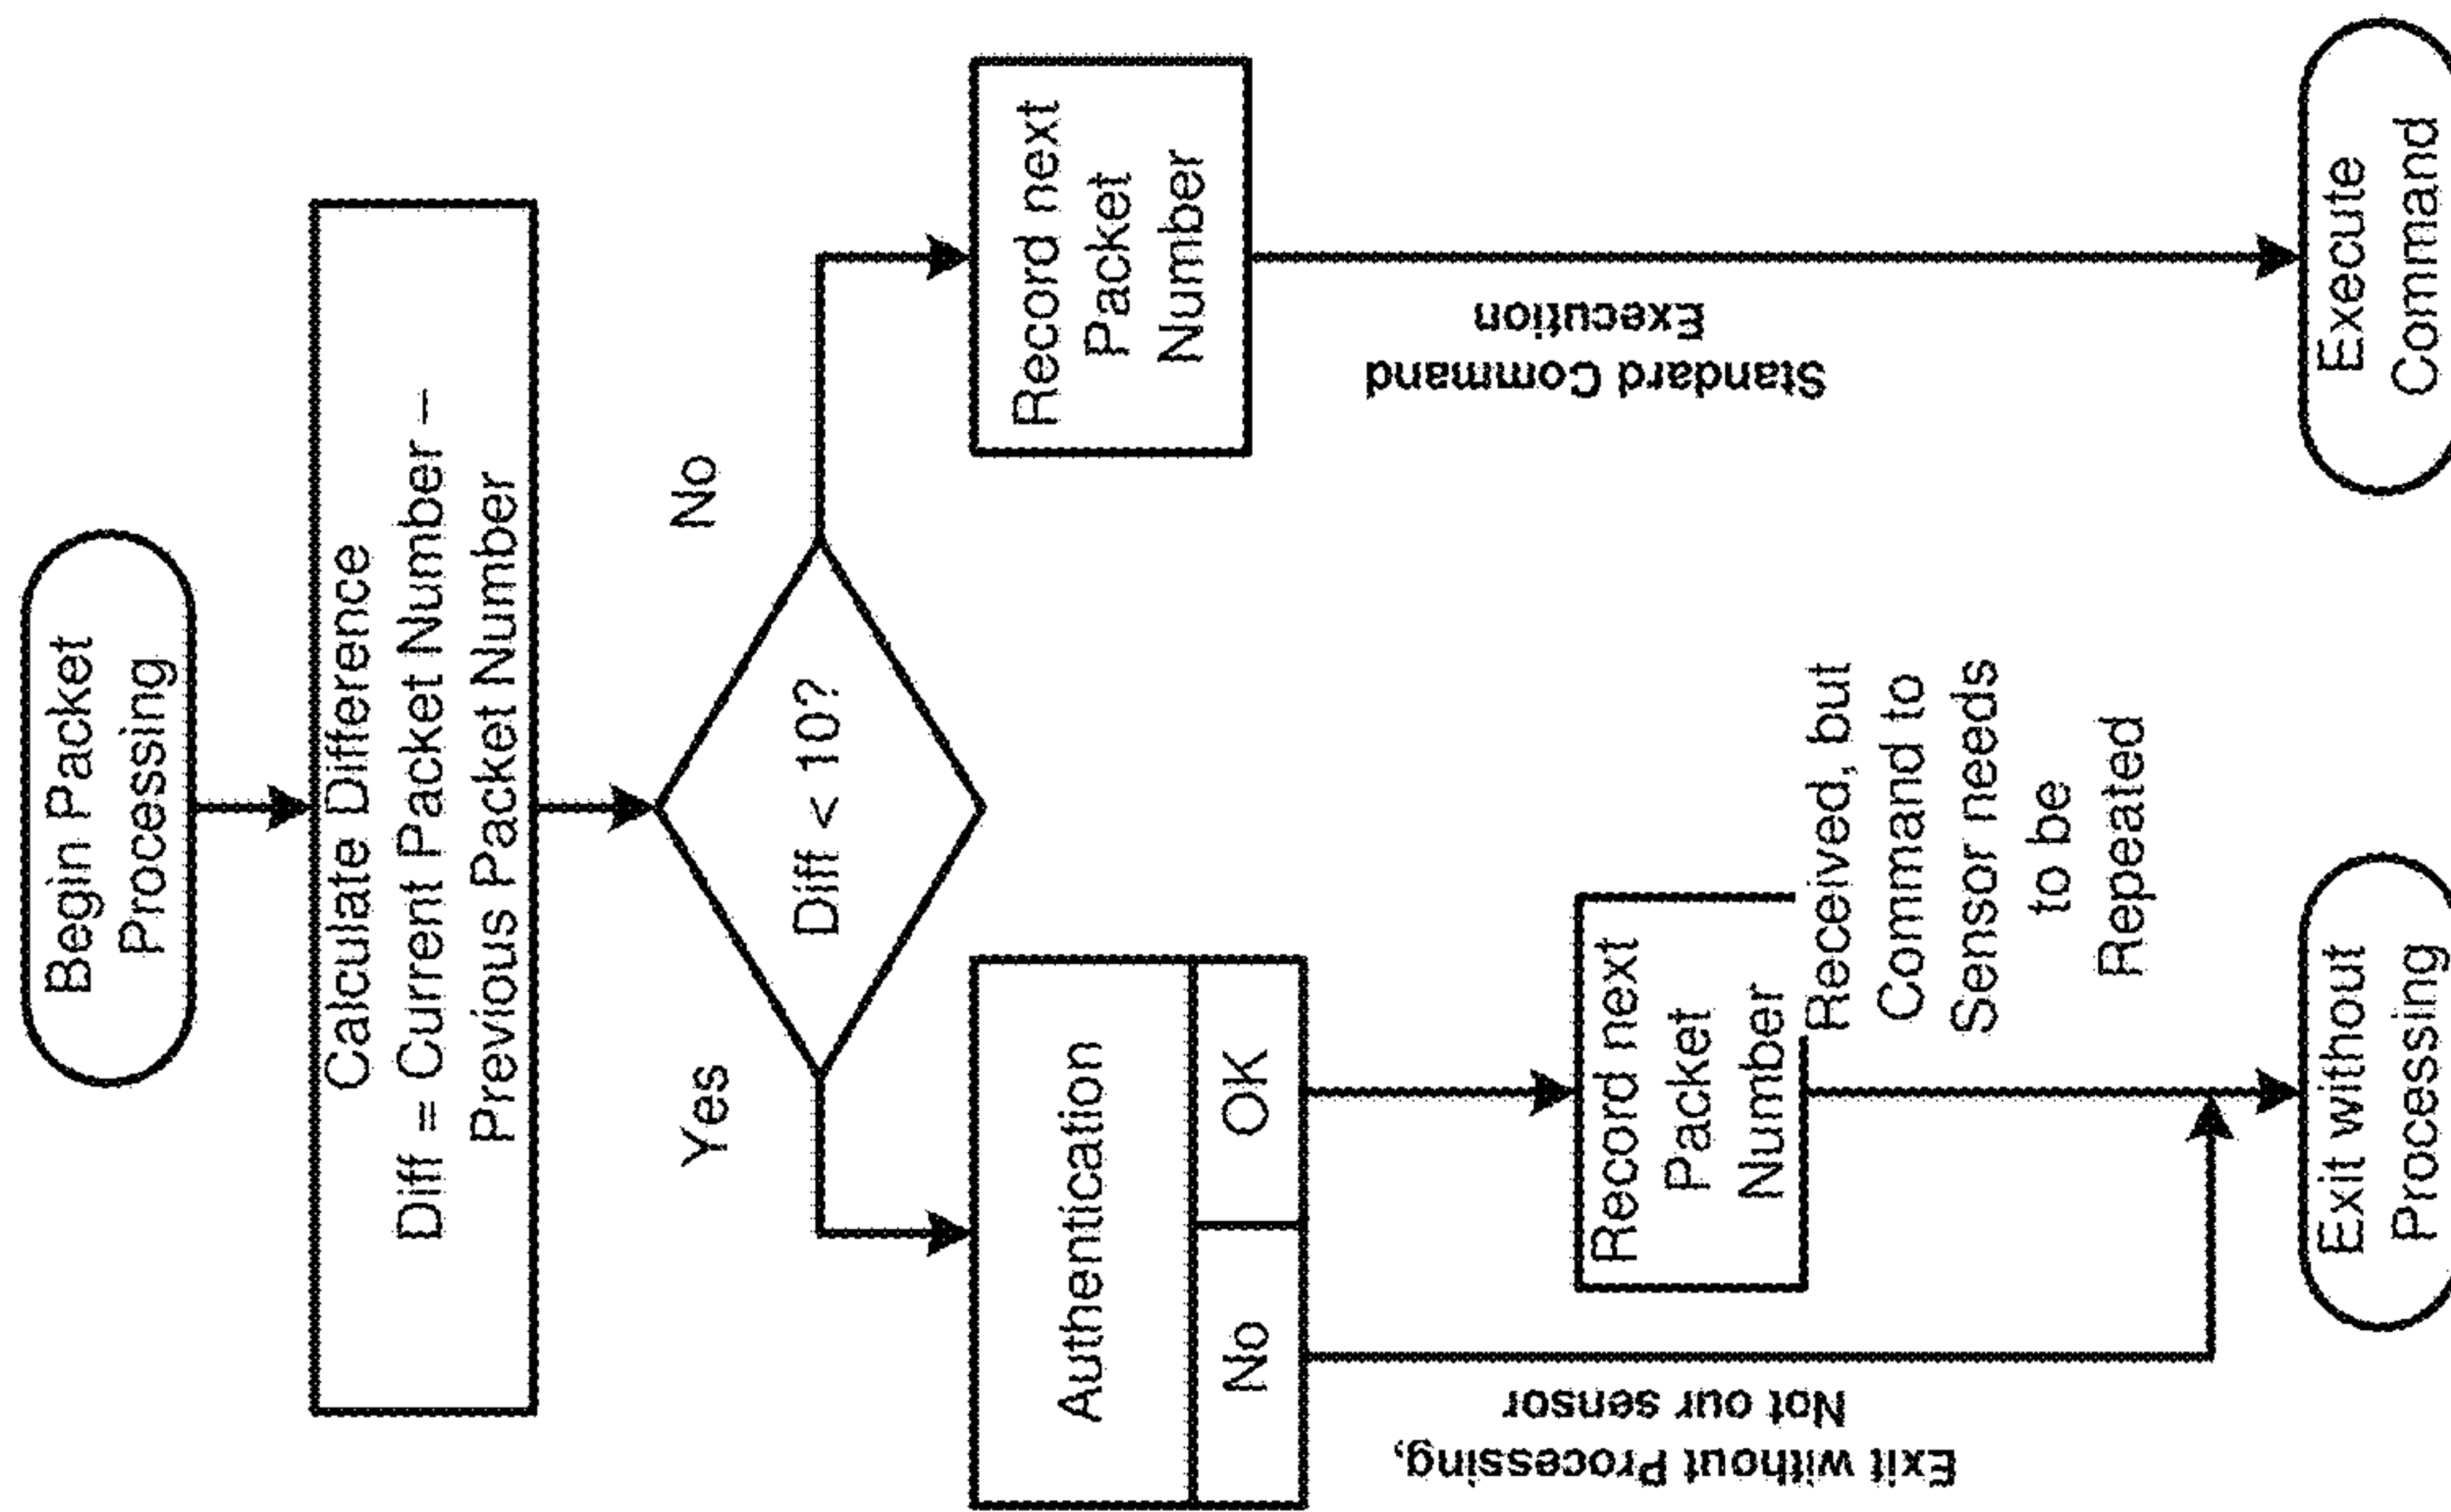 Begin Packet
Processing
Calculate Difference
Diff = Current Packet Number –
Previous Packet Number
Diff < 10?
Yes
No
Authentication
No
OK
Record next
Packet
Number
Record next
Packet
Number
Received, but
Command to
Sensor needs
to be
Repeated
Exit without Processing,
Not our sensor
Standard Command
Execution
Exit without
Processing
Execute
Command